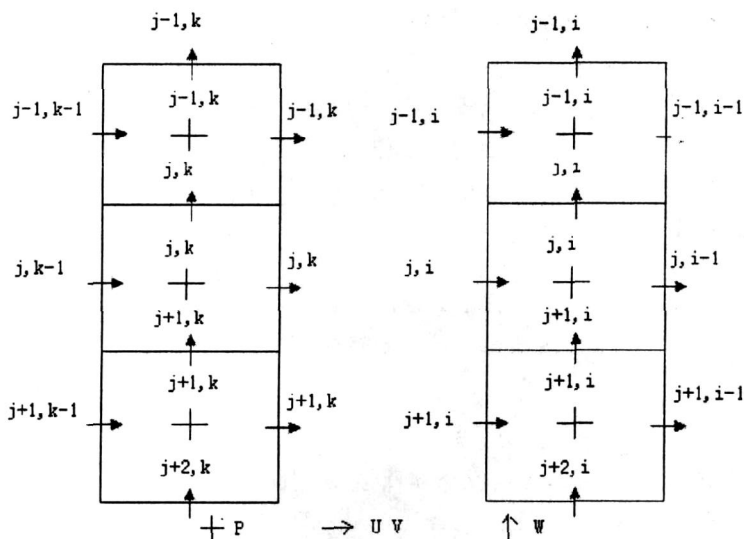 j-1,k j-1,i
j-1,k-1 j-1,k j-1,k j-1,i j-1,i j-1,i-1
j,k j,i
j,k-1 j,k j,k j,i j,i j,i-1
j+1,k j+1,i
j+1,k-1 j+1,k j+1,k j+1,i j+1,i j+1,i-1
j+2,k j+2,i
P U V W